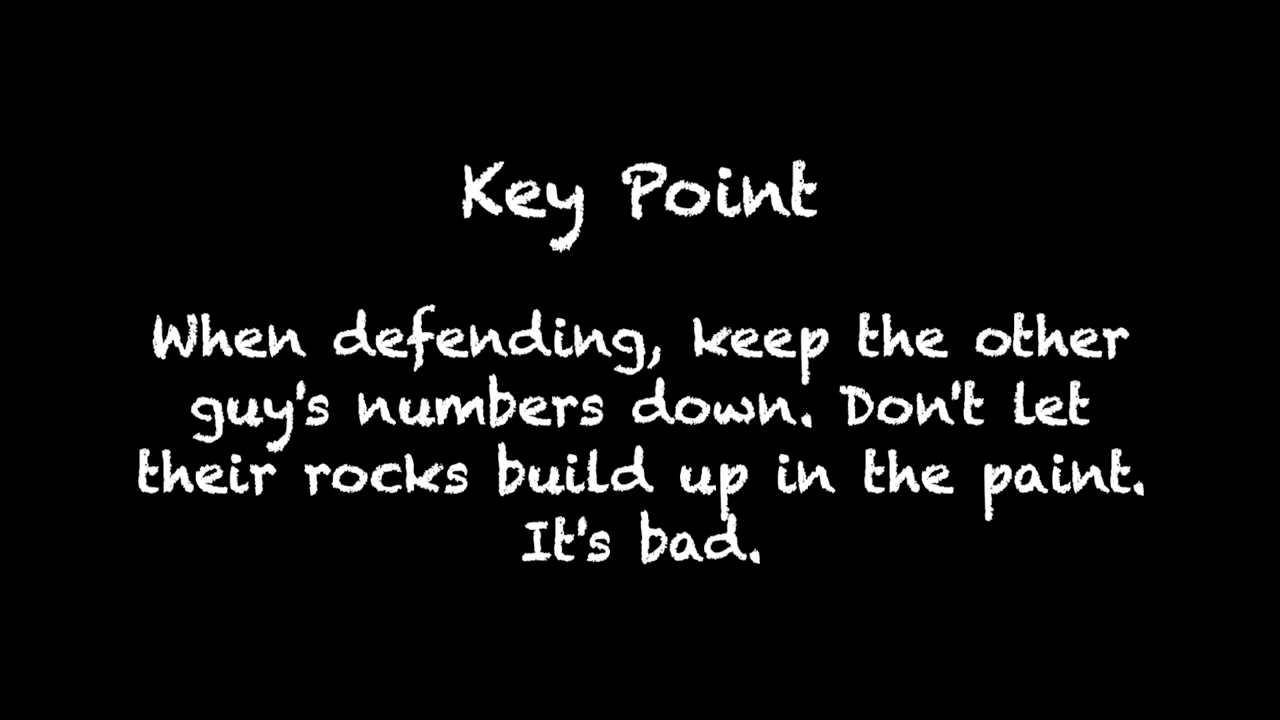 Key Point
When defending, keep the other
guy's numbers down. Don't let
their rocks build up in the paint.
It's bad.